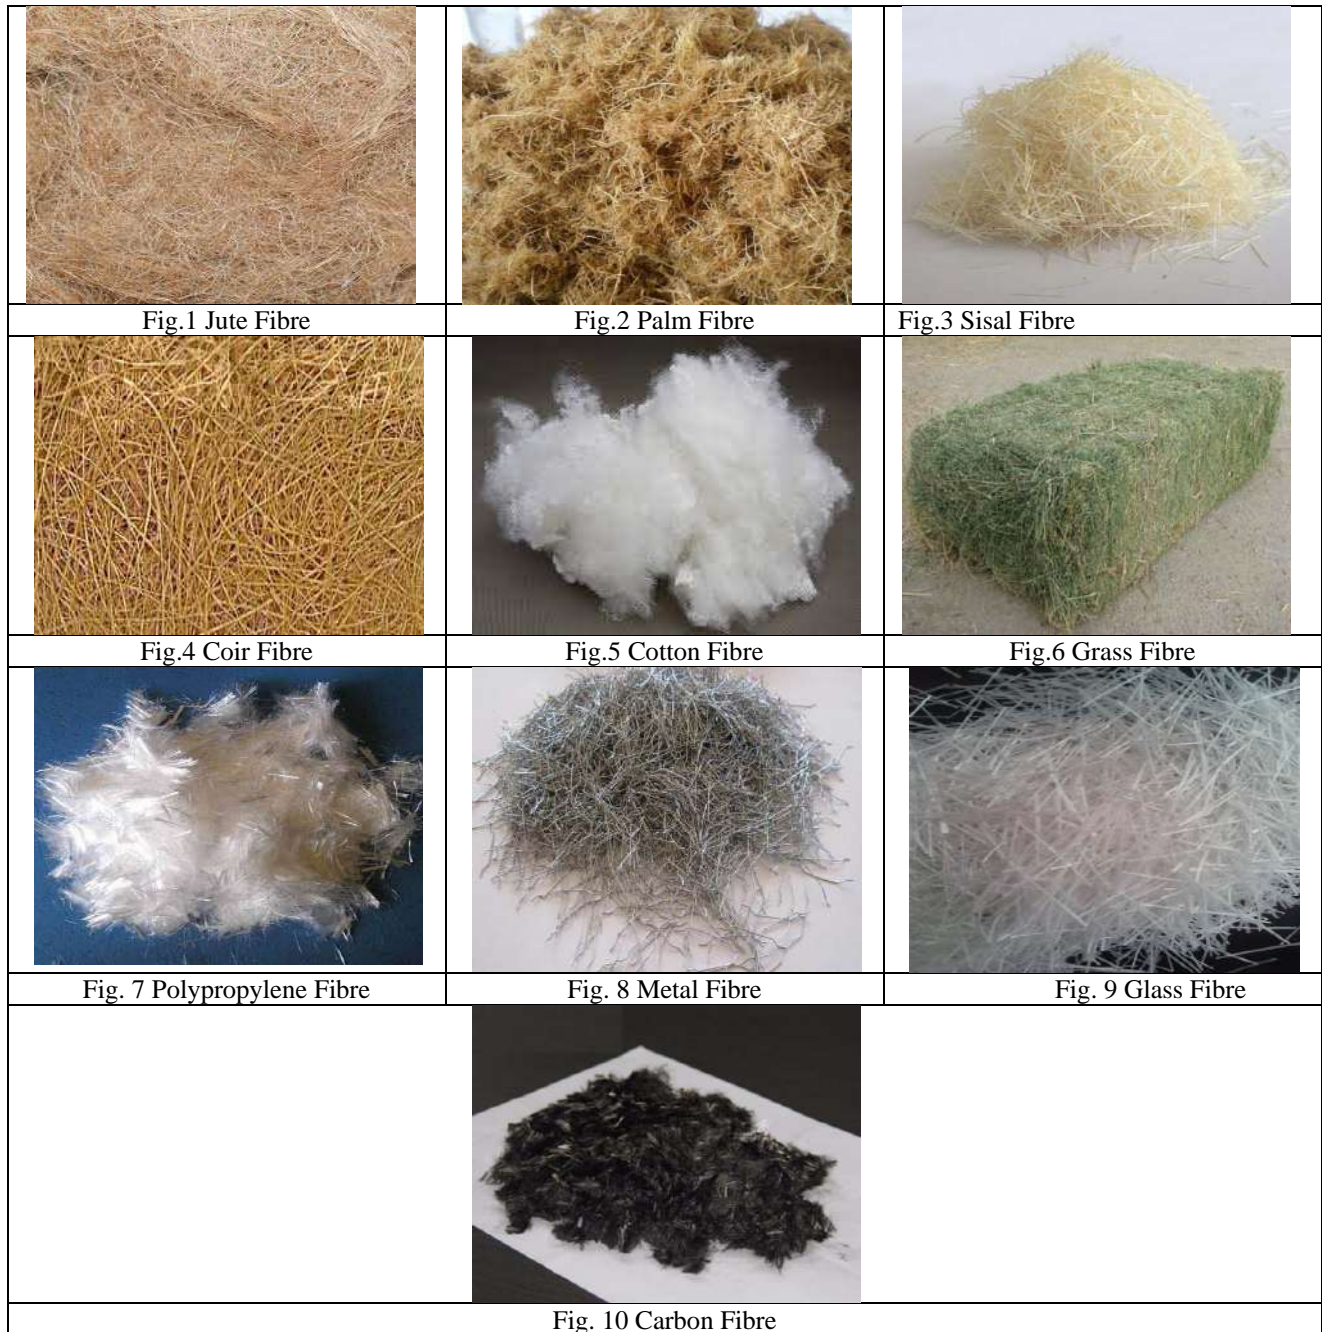 Fig.1 Jute Fibre
Fig.2 Palm Fibre
Fig.3 Sisal Fibre
Fig.4 Coir Fibre
Fig.5 Cotton Fibre
Fig.6 Grass Fibre
Fig. 7 Polypropylene Fibre
Fig. 8 Metal Fibre
Fig. 9 Glass Fibre
Fig. 10 Carbon Fibre